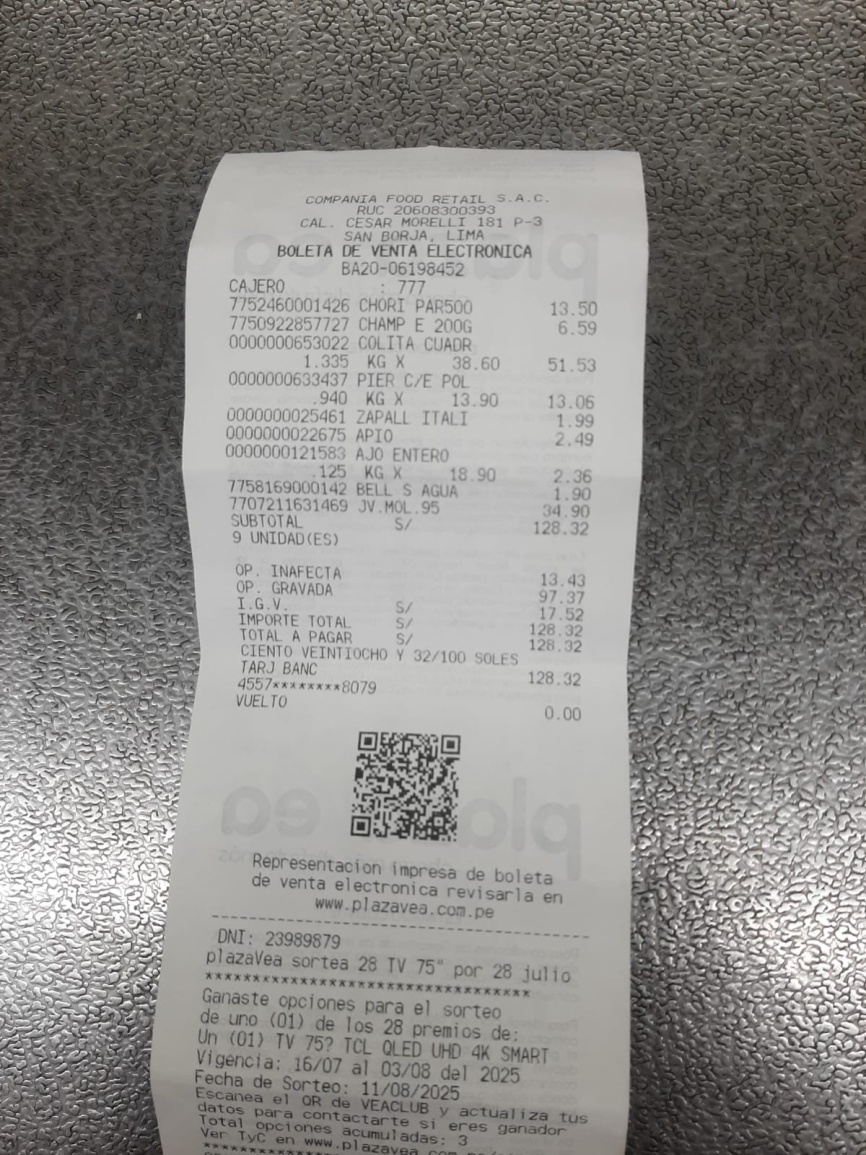 COMPANIA FOOD RETAIL S.A.C.
RUC 20608300393
CAL. CESAR MORELLI 181 P-3
SAN BORJA, LIMA
BOLETA DE VENTA ELECTRONICA
BA20-06198452
CAJERO : 777
7752460001426 CHORI PAR500 13.50
7750922857727 CHAMP E 200G 6.59
0000000653022 COLITA CUADR
1.335 KG X 38.60 51.53
0000000633437 PIER C/E POL
.940 KG X 13.90 13.06
0000000025461 ZAPALL ITALI 1.99
0000000022675 APIO 2.49
0000000121583 AJO ENTERO
.125 KG X 18.90 2.36
7758169000142 BELL S AGUA 1.90
7707211631469 JV.MOL.95 34.90
SUBTOTAL S/ 128.32
9 UNIDAD(ES)
OP. INAFECTA 13.43
OP. GRAVADA 97.37
I.G.V. S/ 17.52
IMPORTE TOTAL S/ 128.32
TOTAL A PAGAR S/ 128.32
CIENTO VEINTIOCHO Y 32/100 SOLES
TARJ BANC 128.32
4557********8079
VUELTO 0.00
Representacion impresa de boleta
de venta electronica revisarla en
www.plazavea.com.pe
DNI: 23989879
plazaVea sortea 28 TV 75" por 28 julio
************************************
Ganaste opciones para el sorteo
de uno (01) de los 28 premios de:
Un (01) TV 75? TCL QLED UHD 4K SMART
Vigencia: 16/07 al 03/08 del 2025
Fecha de Sorteo: 11/08/2025
Escanea el QR de VEACLUB y actualiza tus
datos para contactarte si eres ganador
Total opciones acumuladas: 3
Ver TyC en www.plazavea.com.pe